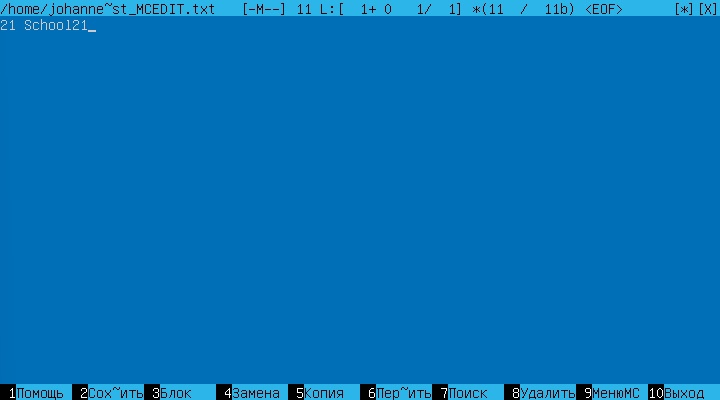 /home/johanne~st_MCEDIT.txt [-M--] 11 L:[ 1+ 0 1/ 1] *(11 / 11b) <EOF> [*][X]
21 School21_
1Помощь 2Сох~ить 3Блок 4Замена 5Копия 6Пер~ить 7Поиск 8Удалить 9МенюMC 10Выход